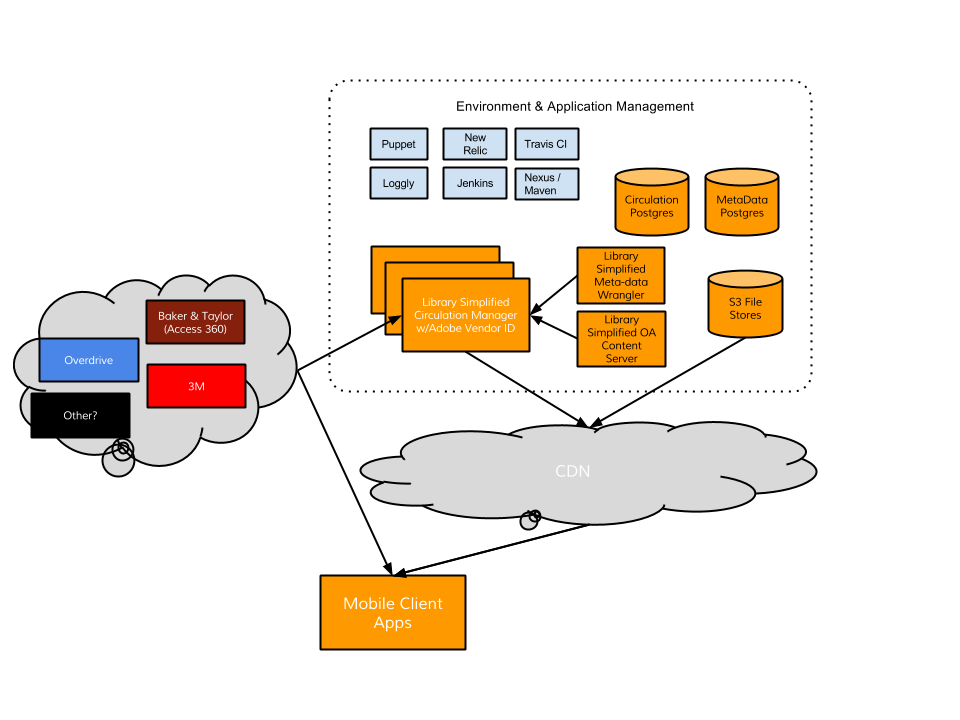 Environment & Application Management
Puppet
New
Relic
Travis CI
Loggly
Jenkins
Nexus /
Maven
Circulation
Postgres
MetaData
Postgres
Library Simplified
Circulation Manager
w/Adobe Vendor ID
Library
Simplified
Meta-data
Wrangler
Library
Simplified OA
Content
Server
S3 File
Stores
Baker & Taylor
(Access 360)
Overdrive
3M
Other?
CDN
Mobile Client
Apps